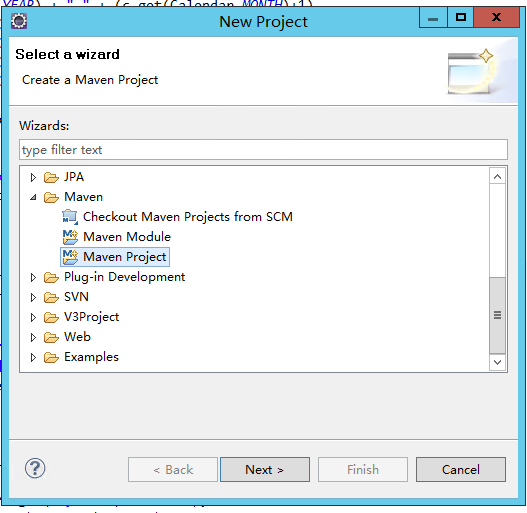 YEAR) + "-" + (c.get(Calendar.MONTH)+1)
New Project
Select a wizard
Create a Maven Project
Wizards:
type filter text
JPA
Maven
Checkout Maven Projects from SCM
Maven Module
Maven Project
Plug-in Development
SVN
V3Project
Web
Examples
?
< Back
Next >
Finish
Cancel